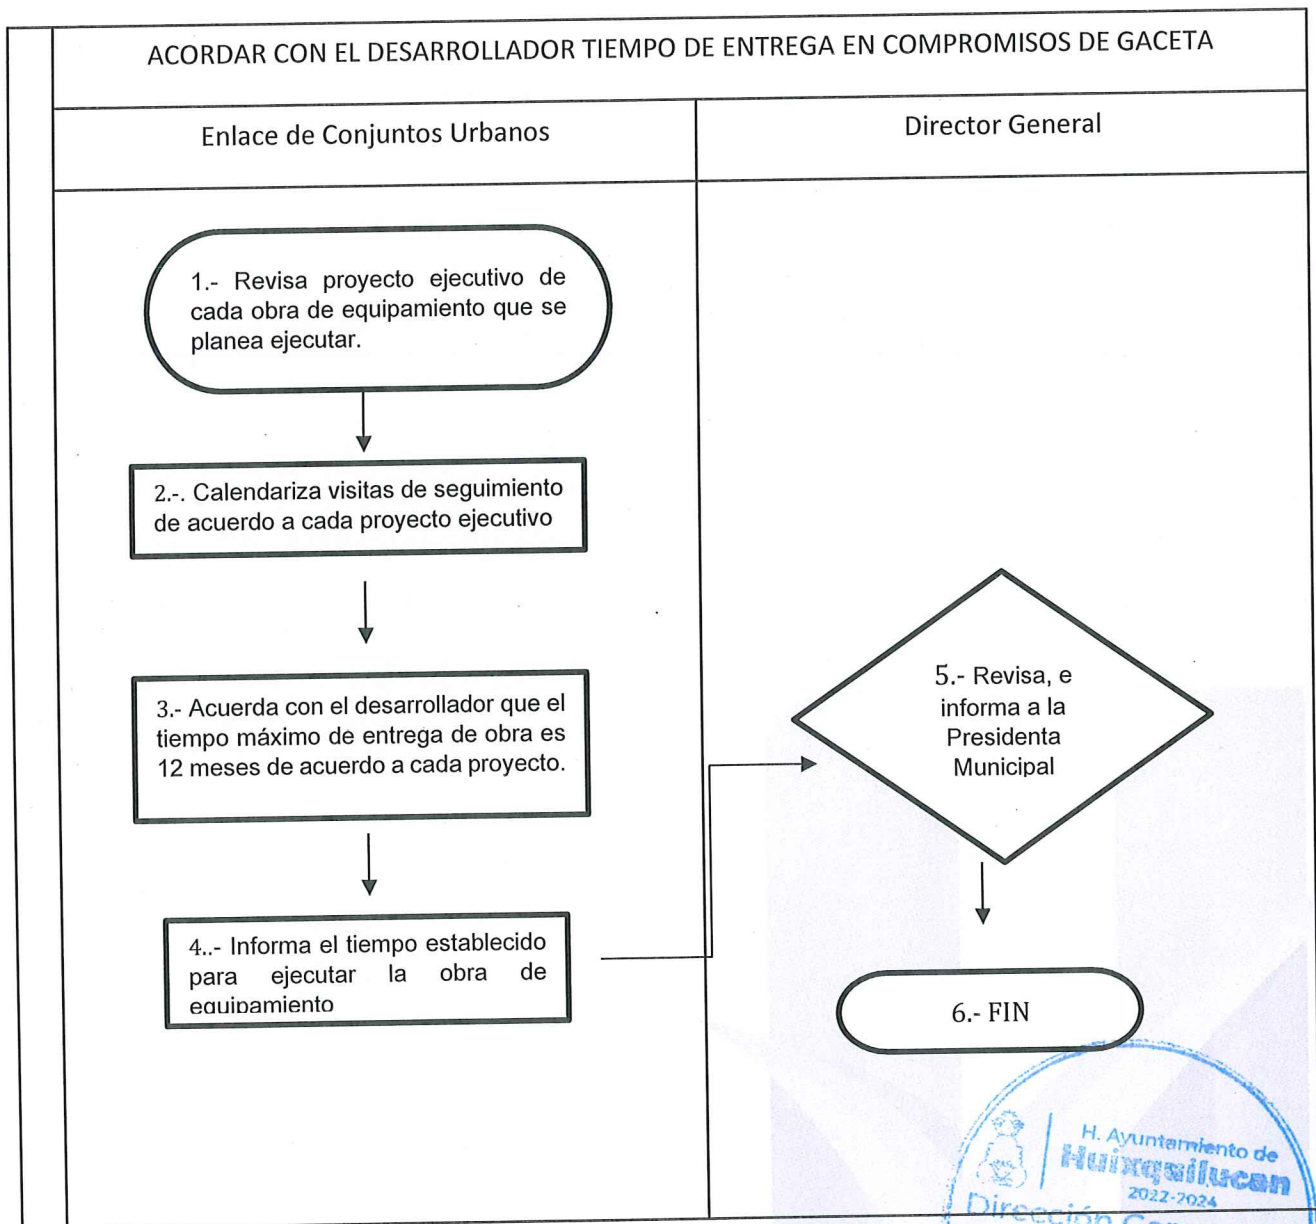 ACORDAR CON EL DESARROLLADOR TIEMPO DE ENTREGA EN COMPROMISOS DE GACETA
Enlace de Conjuntos Urbanos
Director General
1.- Revisa proyecto ejecutivo de
cada obra de equipamiento que se
planea ejecutar.
2.-. Calendariza visitas de seguimiento
de acuerdo a cada proyecto ejecutivo
3.- Acuerda con el desarrollador que el
tiempo máximo de entrega de obra es
12 meses de acuerdo a cada proyecto.
4..- Informa el tiempo establecido
para ejecutar la obra de
equipamiento
5.- Revisa, e
informa a la
Presidenta
Municipal
6.- FIN
H. Ayuntamiento de
Huixquilucan
2022-2024
Dirección